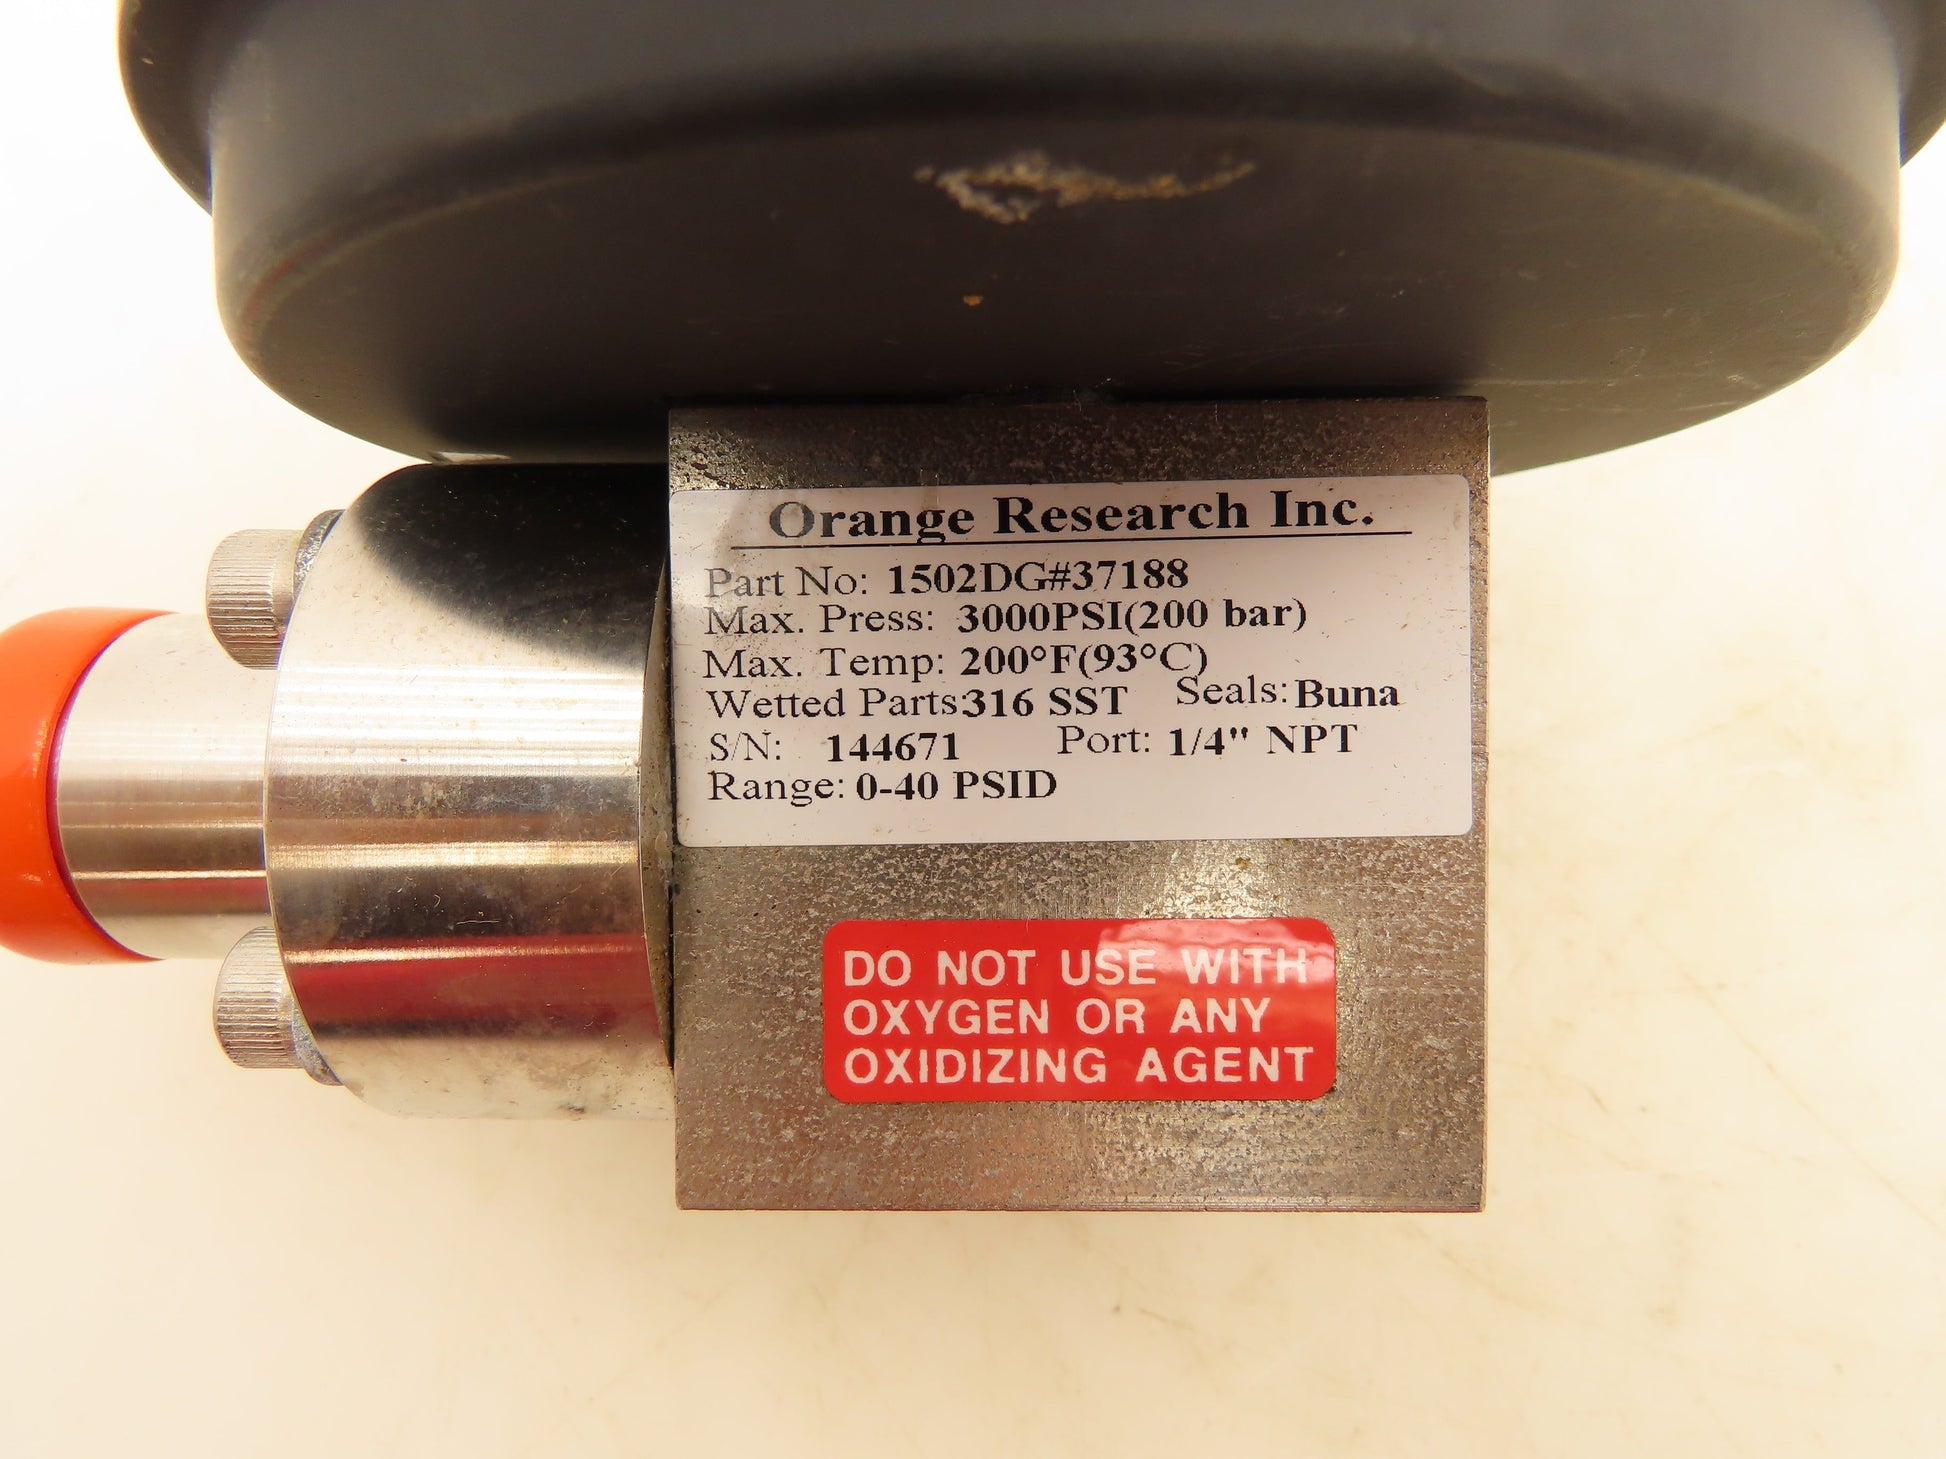 Orange Research Inc.
Part No: 1502DG#37188
Max. Press: 3000PSI(200 bar)
Max. Temp: 200°F(93°C)
Wetted Parts:316 SST Seals:Buna
S/N: 144671 Port: 1/4" NPT
Range: 0-40 PSID
DO NOT USE WITH
OXYGEN OR ANY
OXIDIZING AGENT